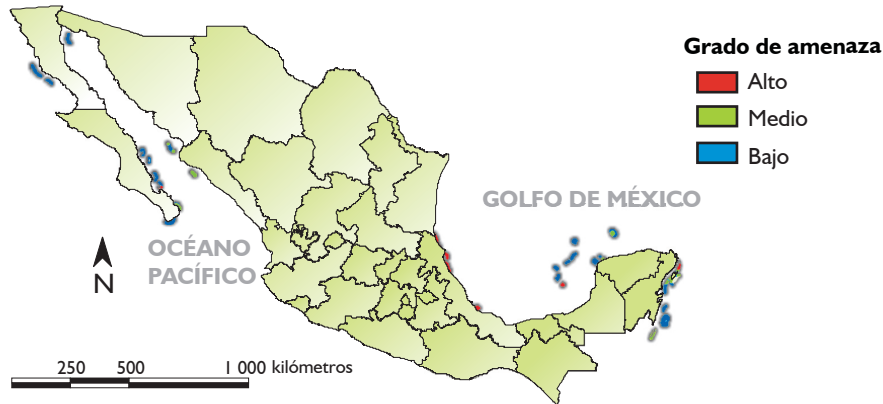 Grado de amenaza
Alto
Medio
Bajo
GOLFO DE MÉXICO
OCÉANO
PACÍFICO
N
250 500 1 000 kilómetros